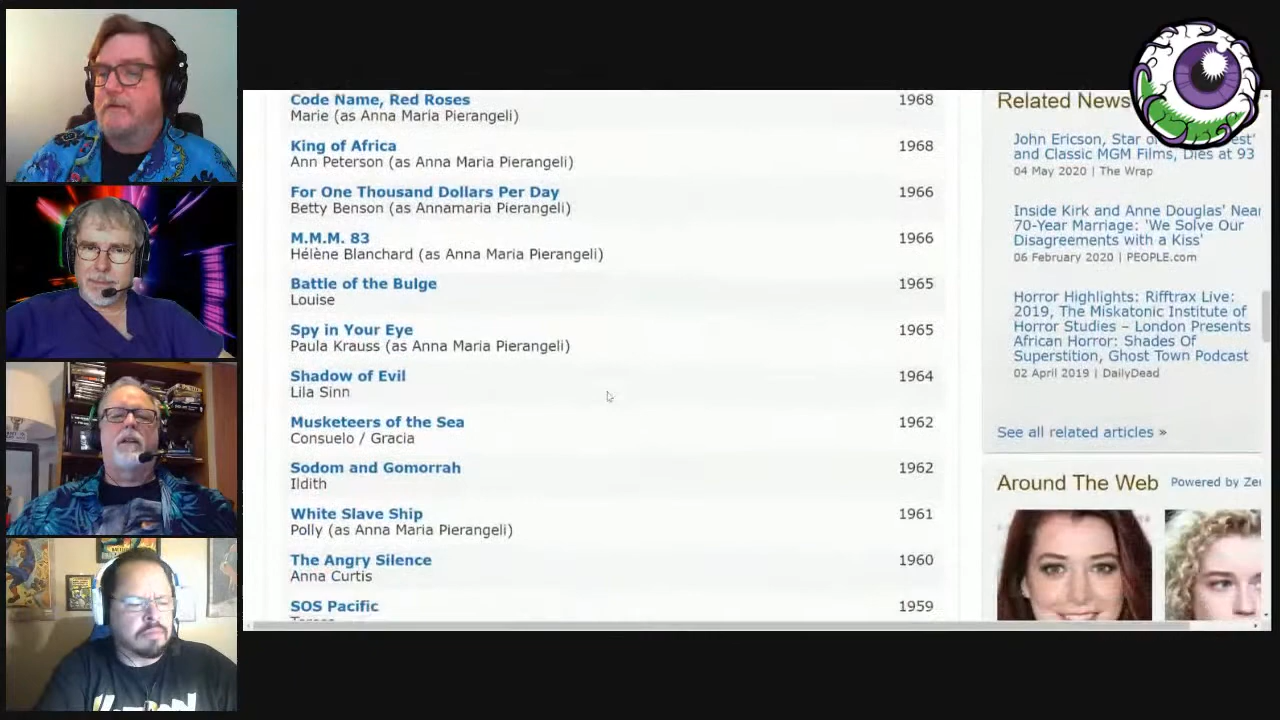 Code Name, Red Roses 1968
Marie (as Anna Maria Pierangeli)
King of Africa 1968
Ann Peterson (as Anna Maria Pierangeli)
For One Thousand Dollars Per Day 1966
Betty Benson (as Annamaria Pierangeli)
M.M.M. 83 1966
Hélène Blanchard (as Anna Maria Pierangeli)
Battle of the Bulge 1965
Louise
Spy in Your Eye 1965
Paula Krauss (as Anna Maria Pierangeli)
Shadow of Evil 1964
Lila Sinn
Musketeers of the Sea 1962
Consuelo / Gracia
Sodom and Gomorrah 1962
Ildith
White Slave Ship 1961
Polly (as Anna Maria Pierangeli)
The Angry Silence 1960
Anna Curtis
SOS Pacific 1959
Related News
John Ericson, Star
and Classic MGM Films, Dies at 93
04 May 2020 | The Wrap
Inside Kirk and Anne Douglas' Near
70-Year Marriage: 'We Solve Our
Disagreements with a Kiss'
06 February 2020 | PEOPLE.com
Horror Highlights: Rifftrax Live:
2019, The Miskatonic Institute of
Horror Studies – London Presents
African Horror: Shades Of
Superstition, Ghost Town Podcast
02 April 2019 | DailyDead
See all related articles »
Around The Web Powered by